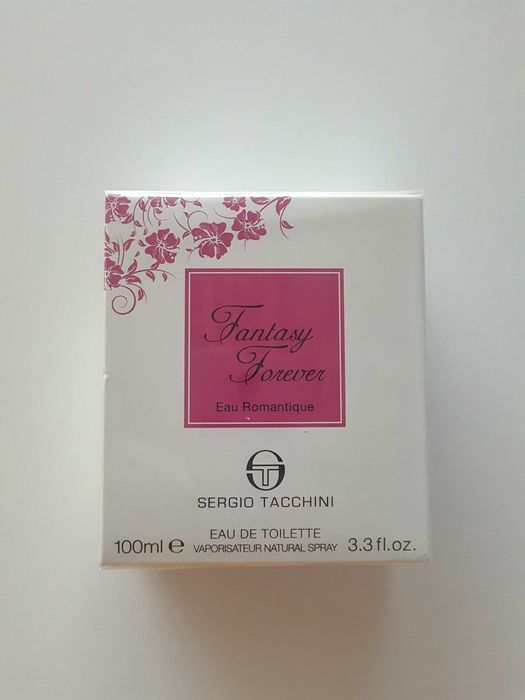 Fantasy
Forever
Eau Romantique
SERGIO TACCHINI
EAU DE TOILETTE
100ml e VAPORISATEUR NATURAL SPRAY 3.3 fl.oz.